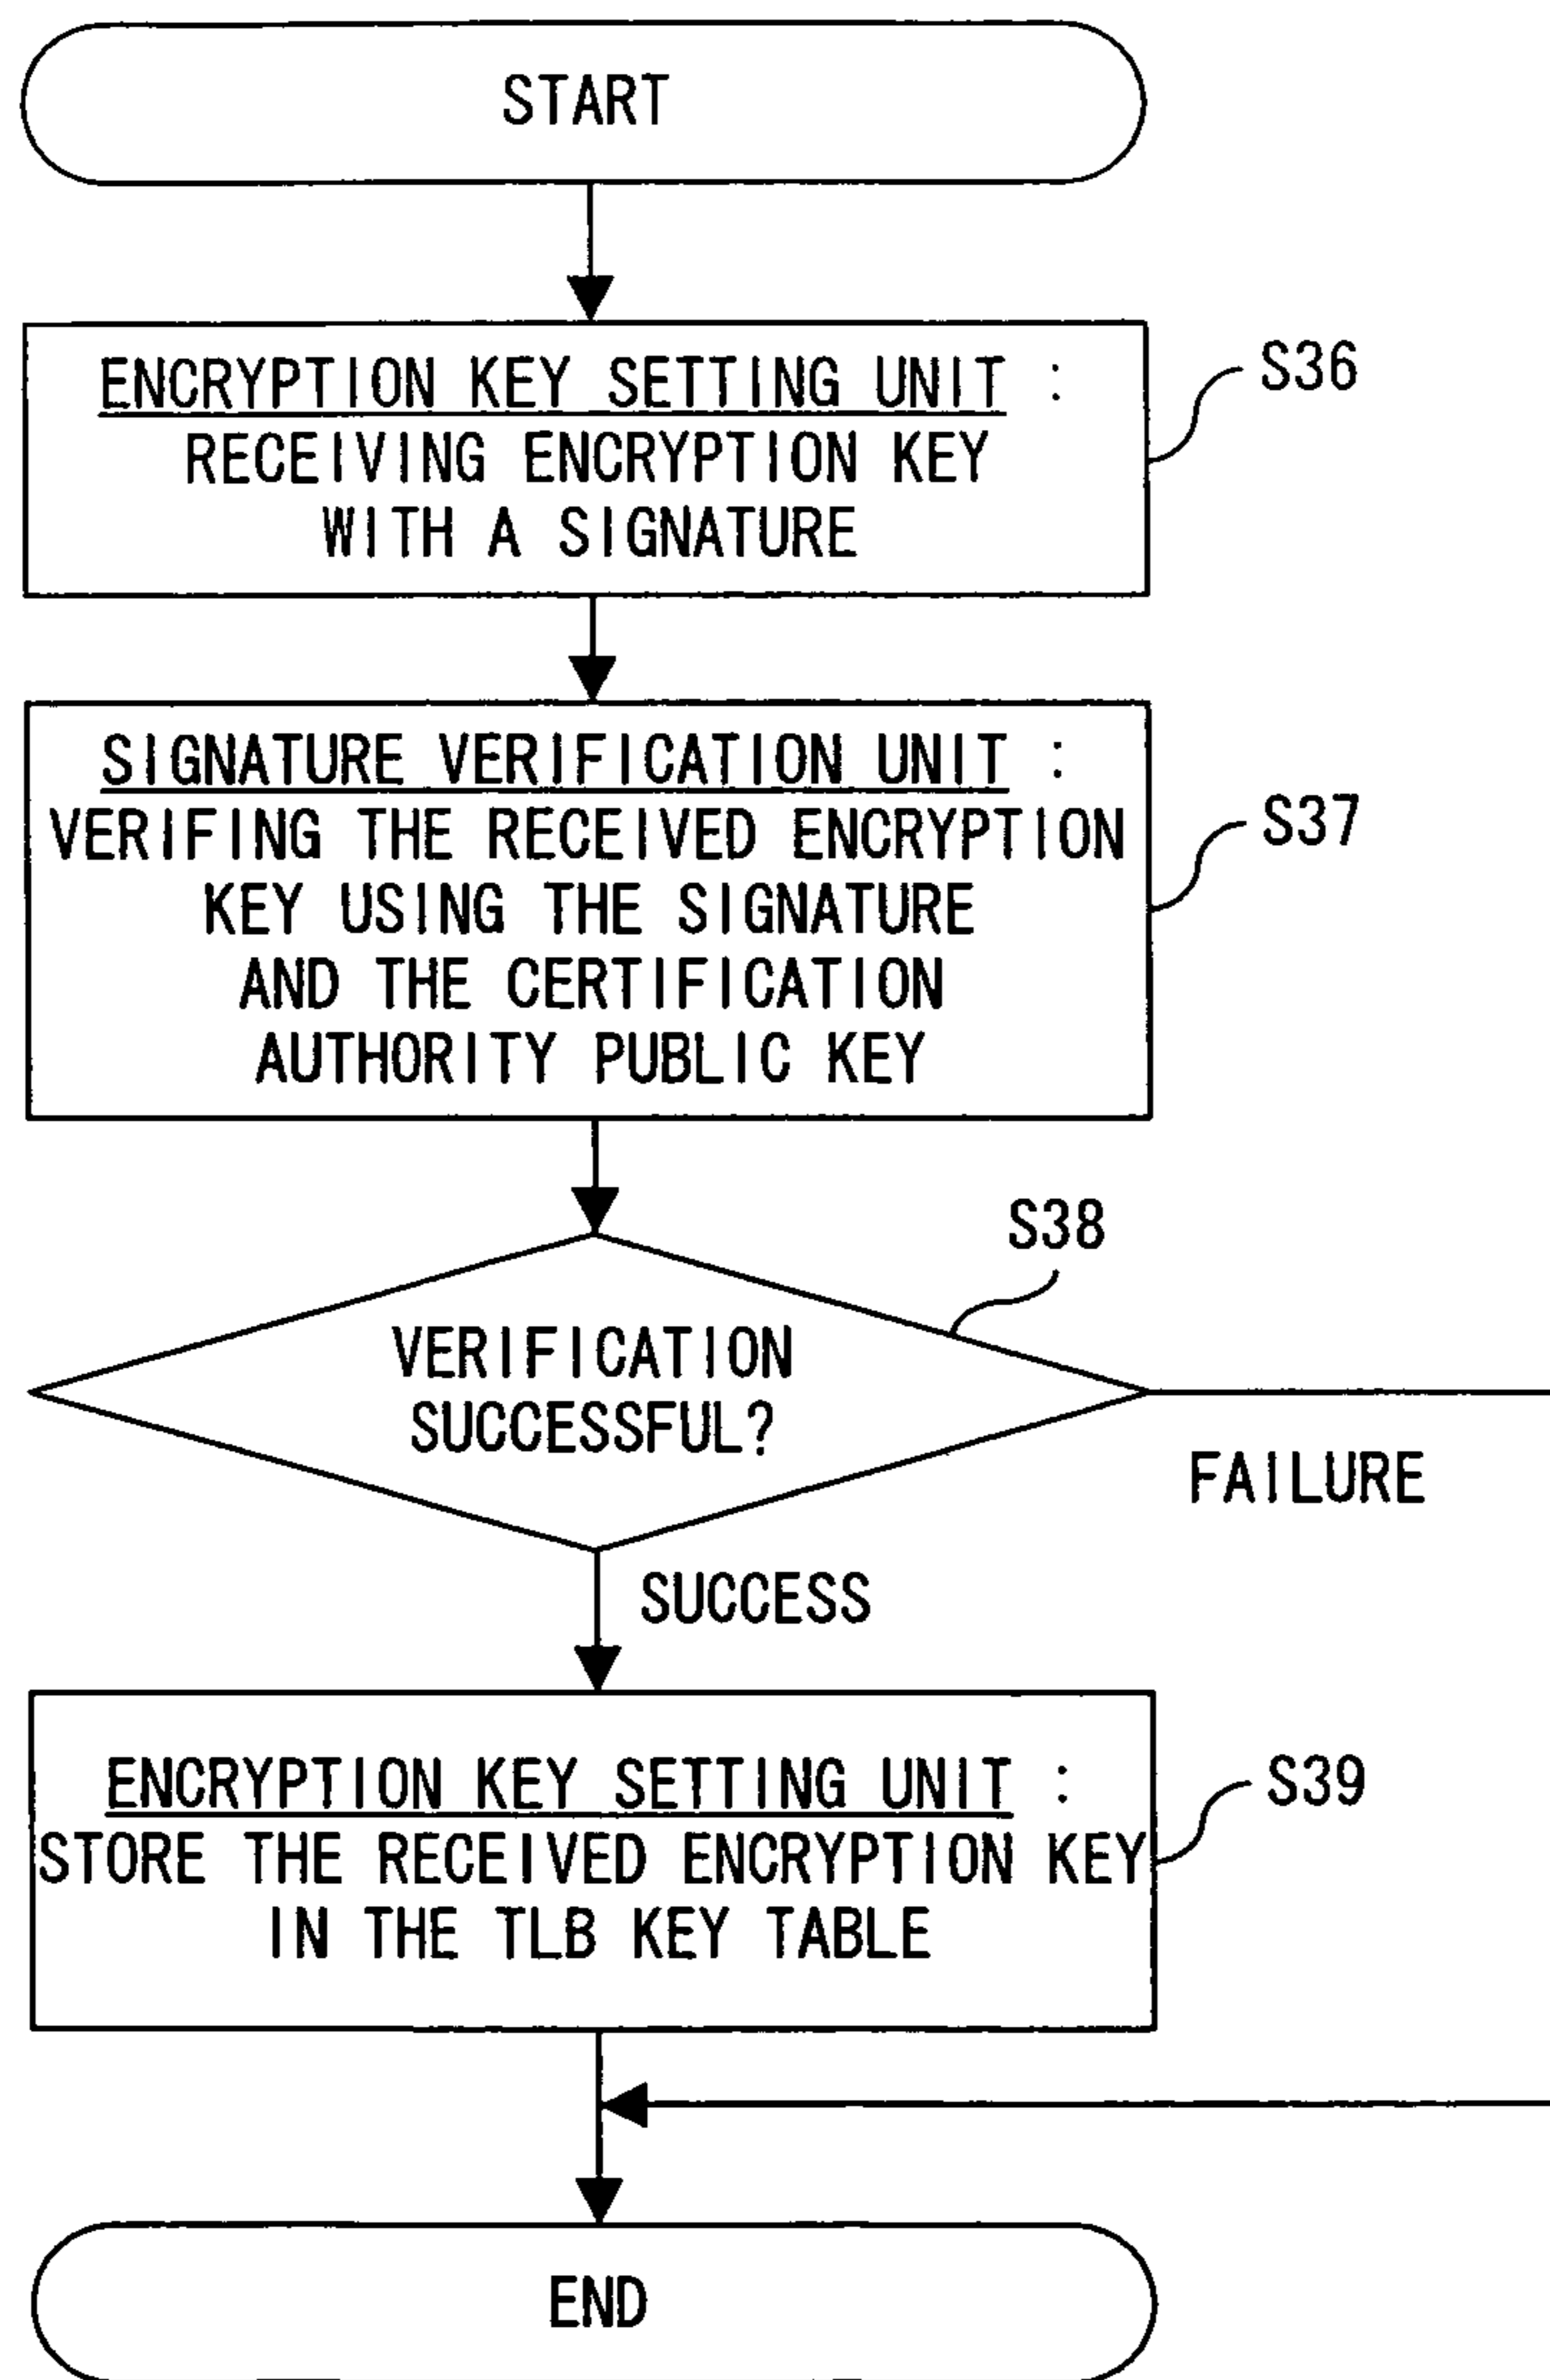 START
ENCRYPTION KEY SETTING UNIT :
RECEIVING ENCRYPTION KEY
WITH A SIGNATURE
S36
SIGNATURE VERIFICATION UNIT :
VERIFING THE RECEIVED ENCRYPTION
KEY USING THE SIGNATURE
AND THE CERTIFICATION
AUTHORITY PUBLIC KEY
S37
S38
VERIFICATION
SUCCESSFUL?
FAILURE
SUCCESS
ENCRYPTION KEY SETTING UNIT :
STORE THE RECEIVED ENCRYPTION KEY
IN THE TLB KEY TABLE
S39
END